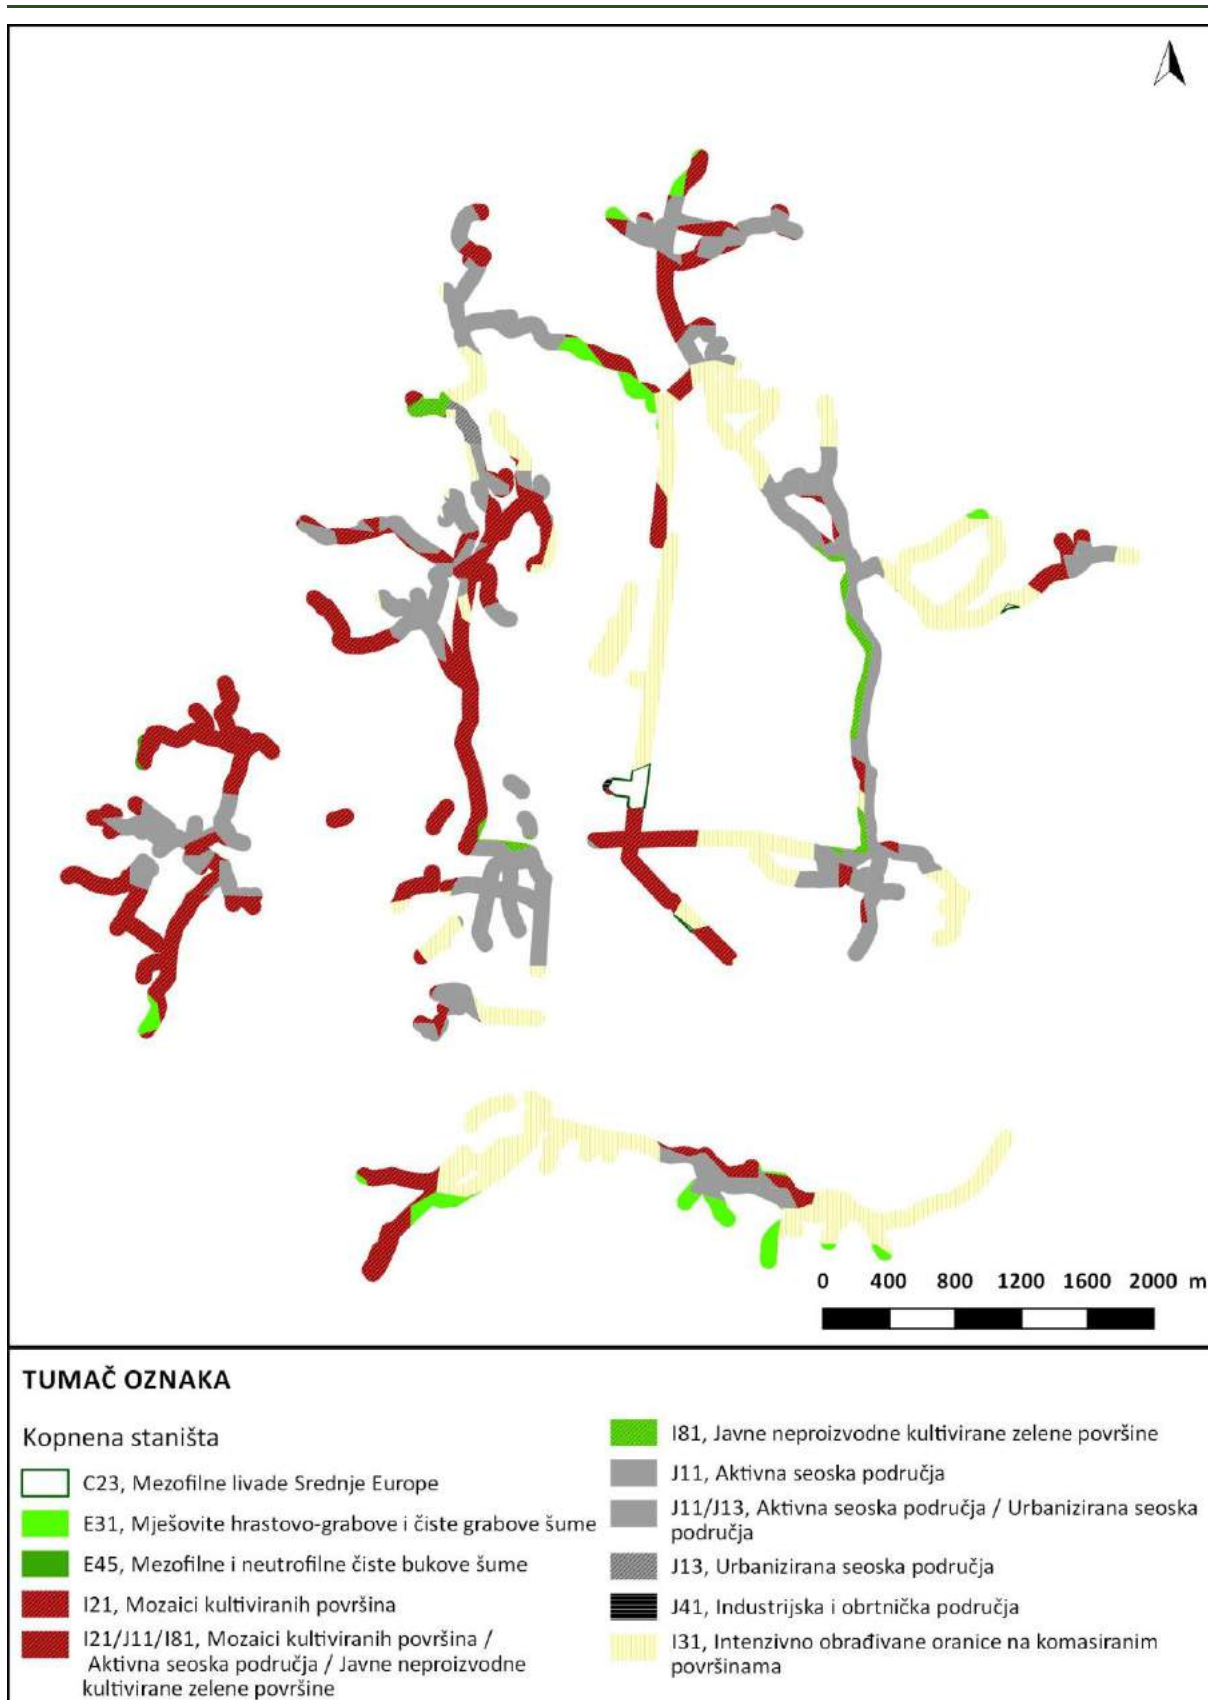 0 400 800 1200 1600 2000 m
TUMAČ OZNAKA
Kopnena staništa
C23, Mezofilne livade Srednje Europe
E31, Mješovite hrastovo-grabove i čiste grabove šume
E45, Mezofilne i neutrofilne čiste bukove šume
I21, Mozaici kultiviranih površina
I21/J11/I81, Mozaici kultiviranih površina /
Aktivna seoska područja / Javne neproizvodne
kultivirane zelene površine
I81, Javne neproizvodne kultivirane zelene površine
J11, Aktivna seoska područja
J11/J13, Aktivna seoska područja / Urbanizirana seoska
područja
J13, Urbanizirana seoska područja
J41, Industrijska i obrtnička područja
I31, Intenzivno obrađivane oranice na komasiranim
površinama